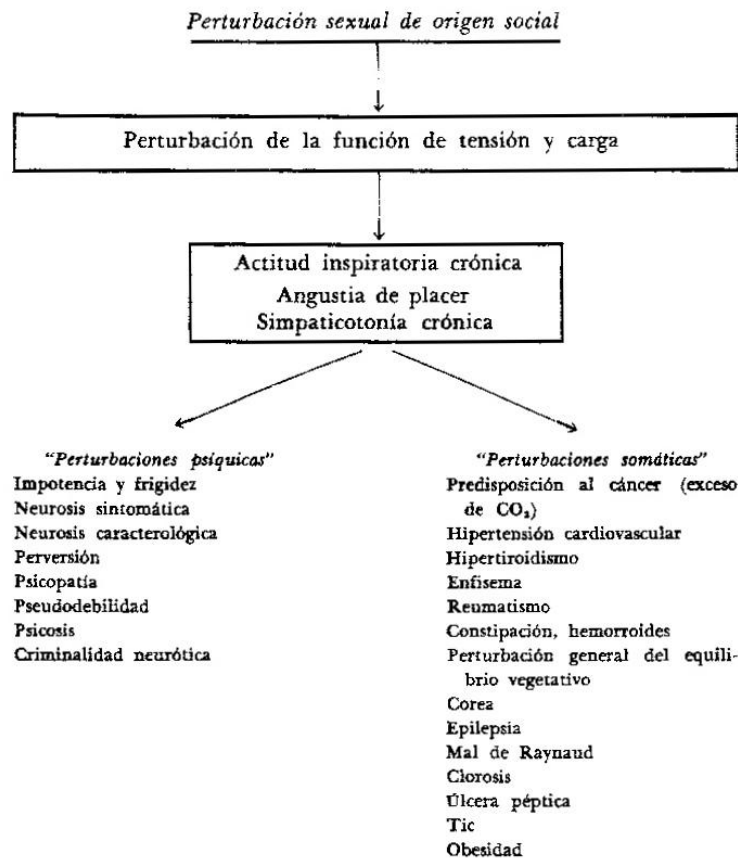 Perturbación sexual de origen social
Perturbación de la función de tensión y carga
Actitud inspiratoria crónica
Angustia de placer
Simpaticotonía crónica
"Perturbaciones psíquicas"
Impotencia y frigidez
Neurosis sintomática
Neurosis caracterológica
Perversión
Psicopatía
Pseudodebilidad
Psicosis
Criminalidad neurótica
"Perturbaciones somáticas"
Predisposición al cáncer (exceso
de CO₂)
Hipertensión cardiovascular
Hipertiroidismo
Enfisema
Reumatismo
Constipación, hemorroides
Perturbación general del equili-
brio vegetativo
Corea
Epilepsia
Mal de Raynaud
Clorosis
Úlcera péptica
Tic
Obesidad